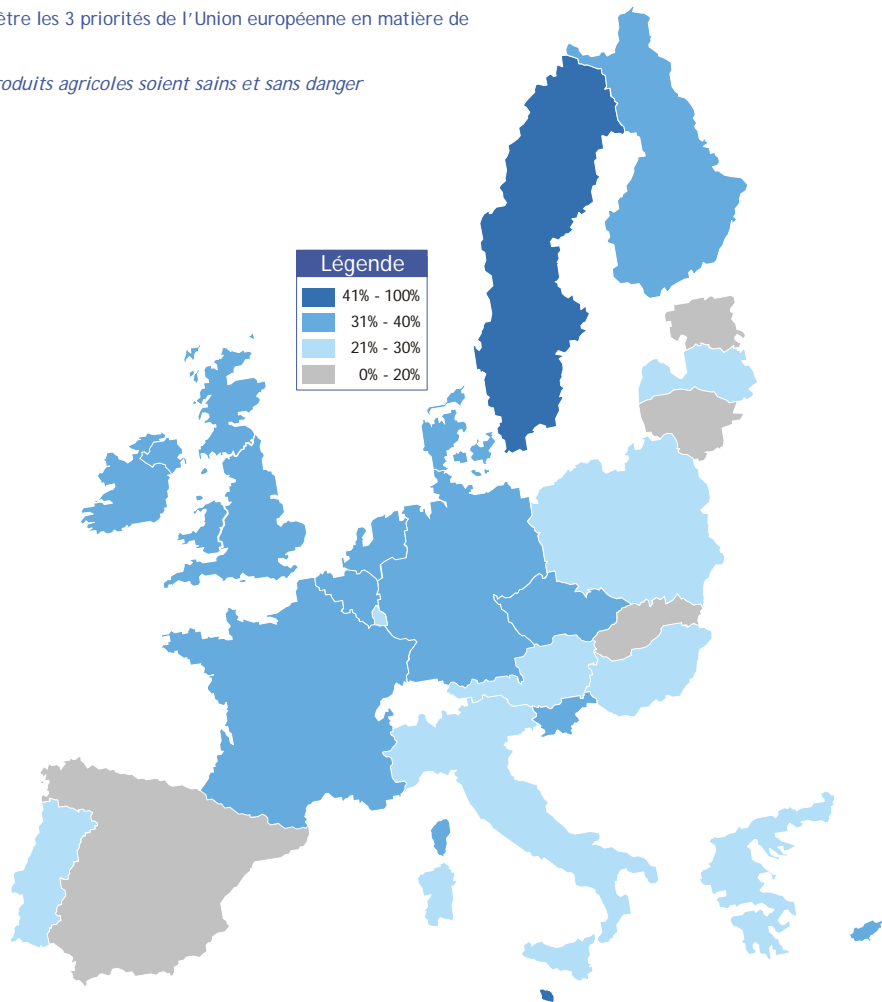 être les 3 priorités de l'Union européenne en matière de
roduits agricoles soient sains et sans danger
Légende
41% - 100%
31% - 40%
21% - 30%
0% - 20%